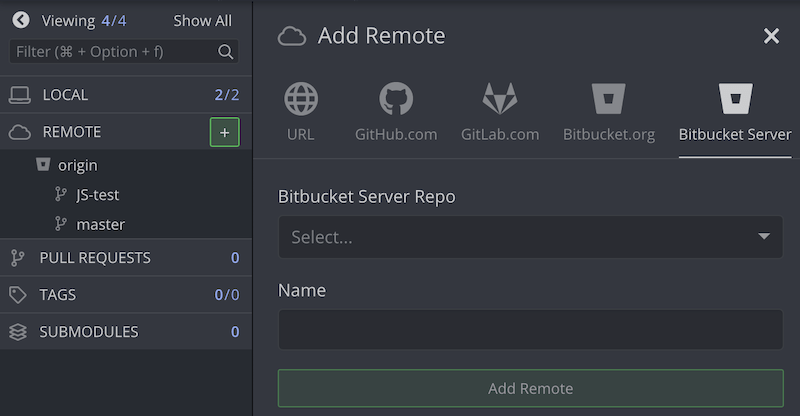 Viewing 4/4 Show All
Filter (⌘ + Option + f)
LOCAL 2/2
REMOTE +
origin
JS-test
master
PULL REQUESTS 0
TAGS 0/0
SUBMODULES 0
Add Remote
URL GitHub.com GitLab.com Bitbucket.org Bitbucket Server
Bitbucket Server Repo
Select...
Name
Add Remote